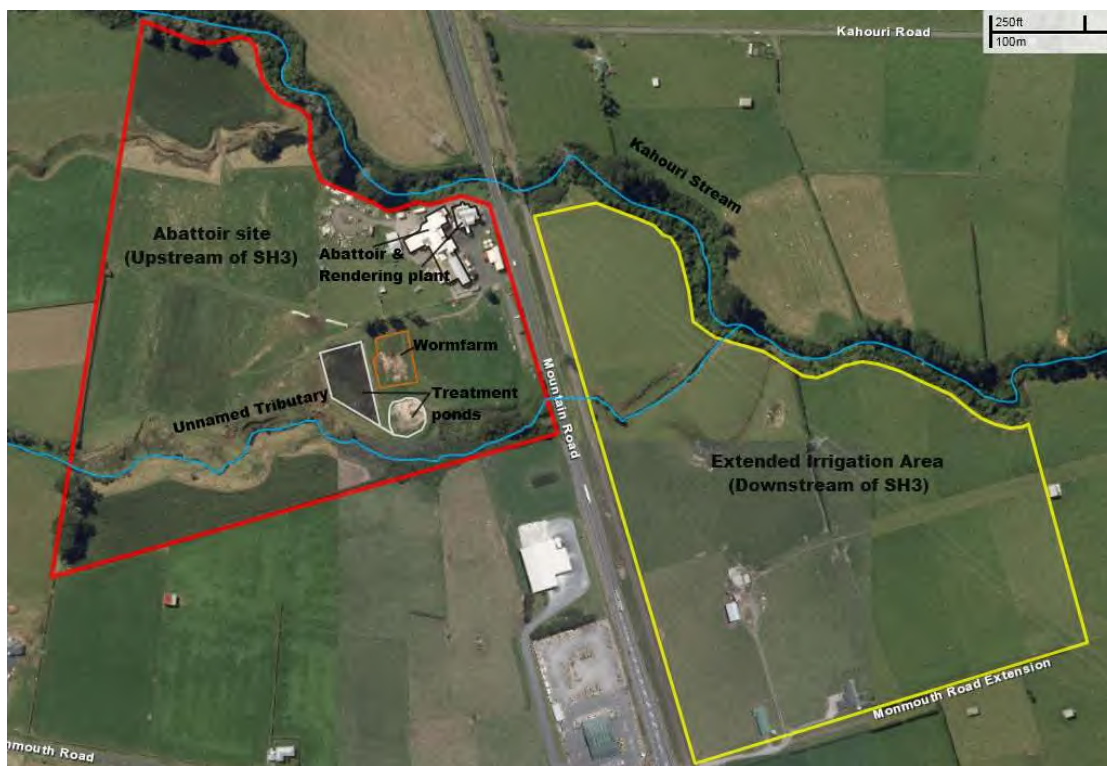 250ft
100m
Kahouri Road
Kahouri Stream
Abattoir site
(Upstream of SH3)
Abattoir &
Rendering plant
Wormfarm
Treatment
ponds
Unnamed Tributary
Mountain Road
Extended Irrigation Area
(Downstream of SH3)
Monmouth Road Extension
nmouth Road